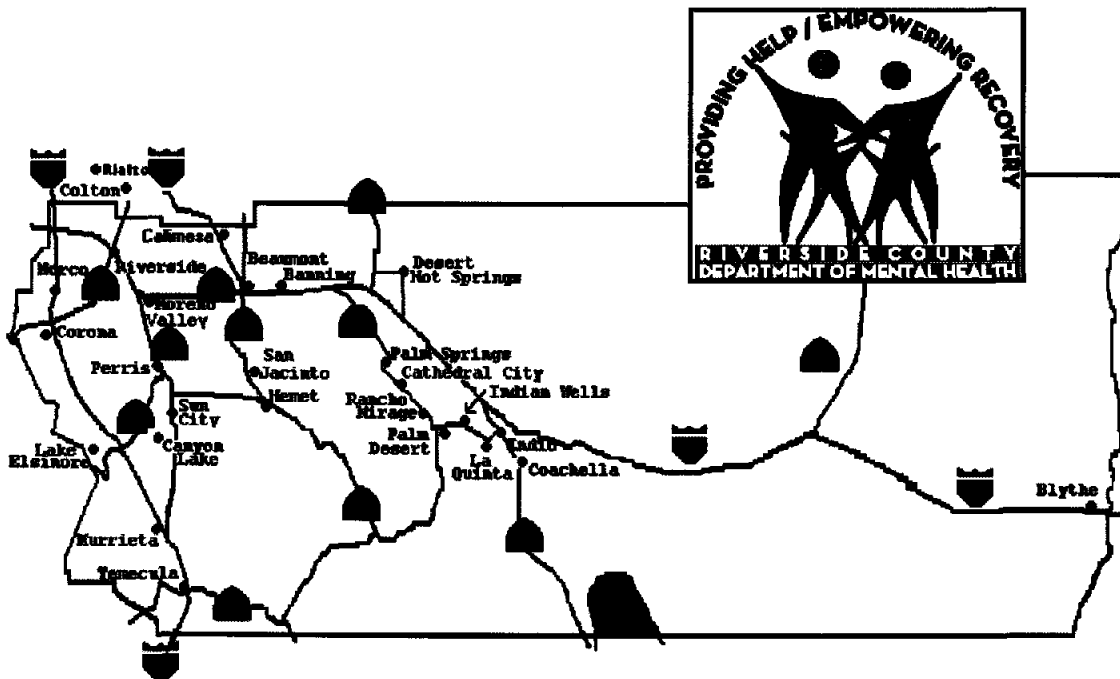 PROVIDING HELP / EMPOWERING RECOVERY
RIVERSIDE COUNTY
DEPARTMENT OF MENTAL HEALTH
Rialto
Colton
Calimesa
Norco
Riverside
Beaumont
Banning
Desert
Hot Springs
Moreno
Valley
Corona
Perris
San
Jacinto
Hemet
Palm Springs
Cathedral City
Indian Wells
Rancho
Mirage
Sun
City
Canyon
Lake
Lake
Elsinore
Palm
Desert
Indio
La
Quinta
Coachella
Blythe
Murrieta
Temecula